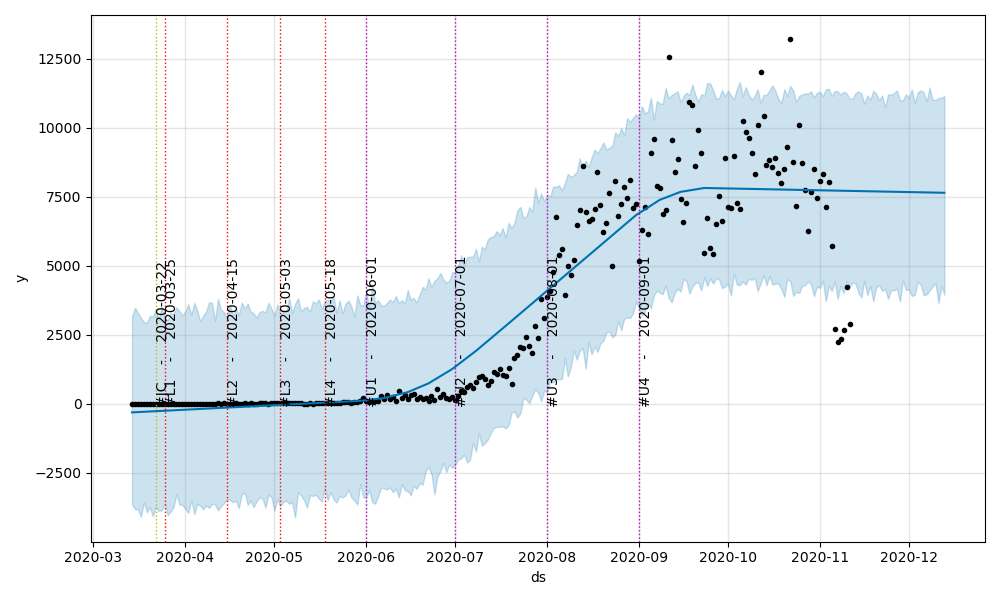 12500
10000
7500
5000
2500
0
−2500
y
2020-03
2020-04
2020-05
2020-06
2020-07
2020-08
2020-09
2020-10
2020-11
2020-12
ds
#JC - 2020-03-22
#L1 - 2020-03-25
#L2 - 2020-04-15
#L3 - 2020-05-03
#L4 - 2020-05-18
#U1 - 2020-06-01
#U2 - 2020-07-01
#U3 - 2020-08-01
#U4 - 2020-09-01